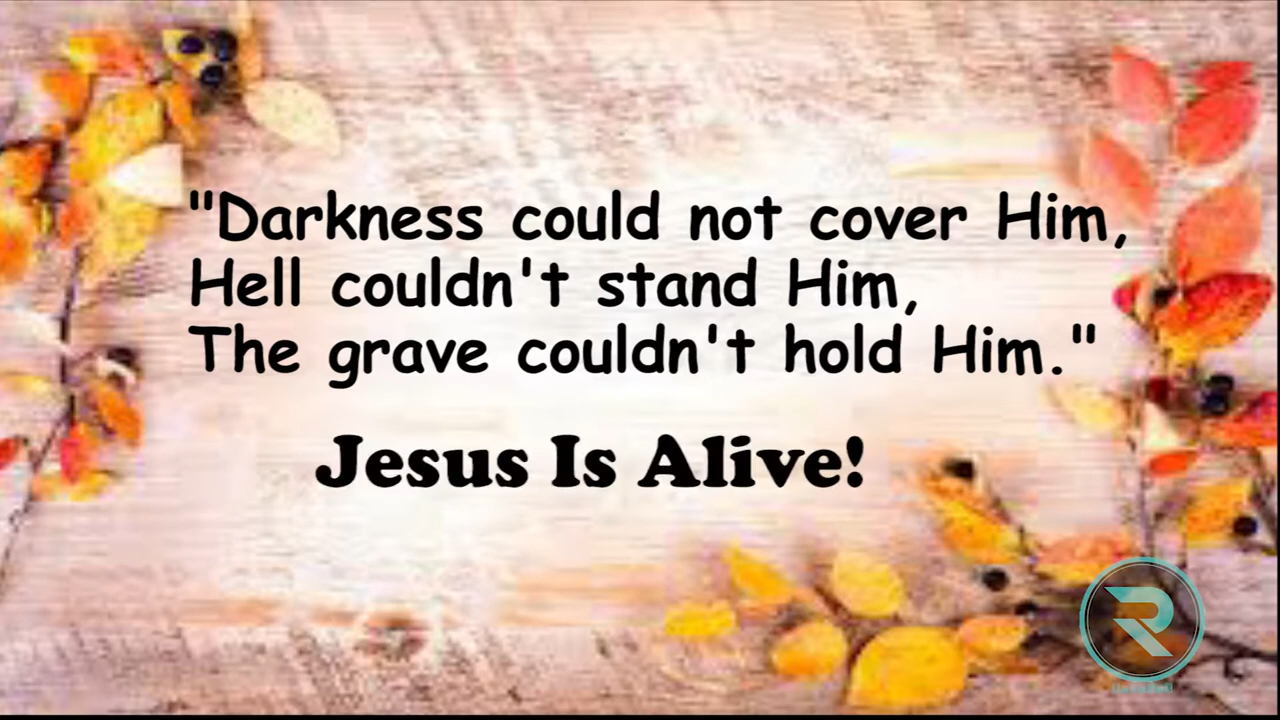 "Darkness could not cover Him,
Hell couldn't stand Him,
The grave couldn't hold Him."
Jesus Is Alive!